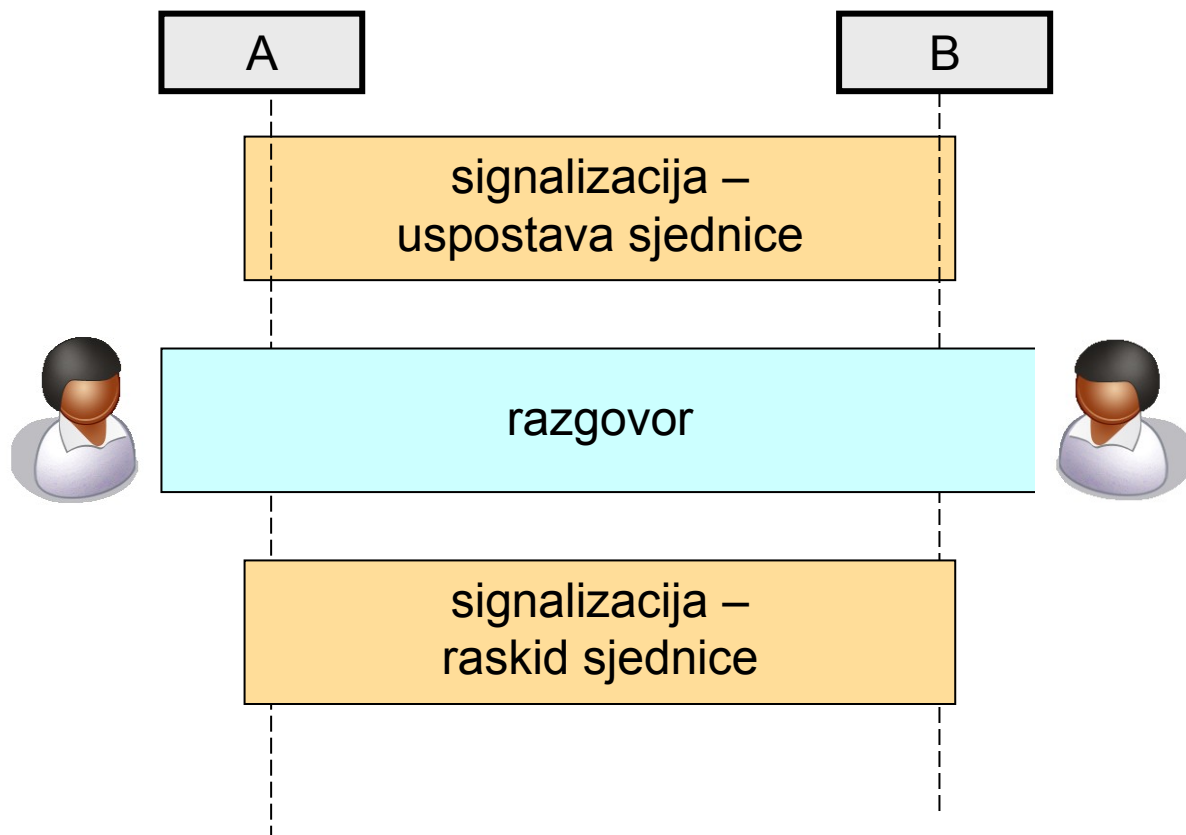 A
B
signalizacija –
uspostava sjednice
razgovor
signalizacija –
raskid sjednice